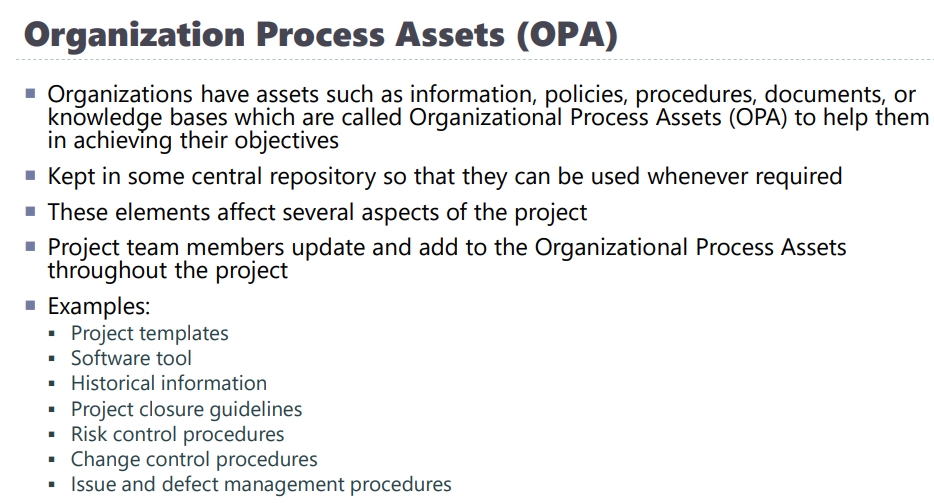 Organization Process Assets (OPA)
▪ Organizations have assets such as information, policies, procedures, documents, or
knowledge bases which are called Organizational Process Assets (OPA) to help them
in achieving their objectives
▪ Kept in some central repository so that they can be used whenever required
▪ These elements affect several aspects of the project
▪ Project team members update and add to the Organizational Process Assets
throughout the project
▪ Examples:
▪ Project templates
▪ Software tool
▪ Historical information
▪ Project closure guidelines
▪ Risk control procedures
▪ Change control procedures
▪ Issue and defect management procedures